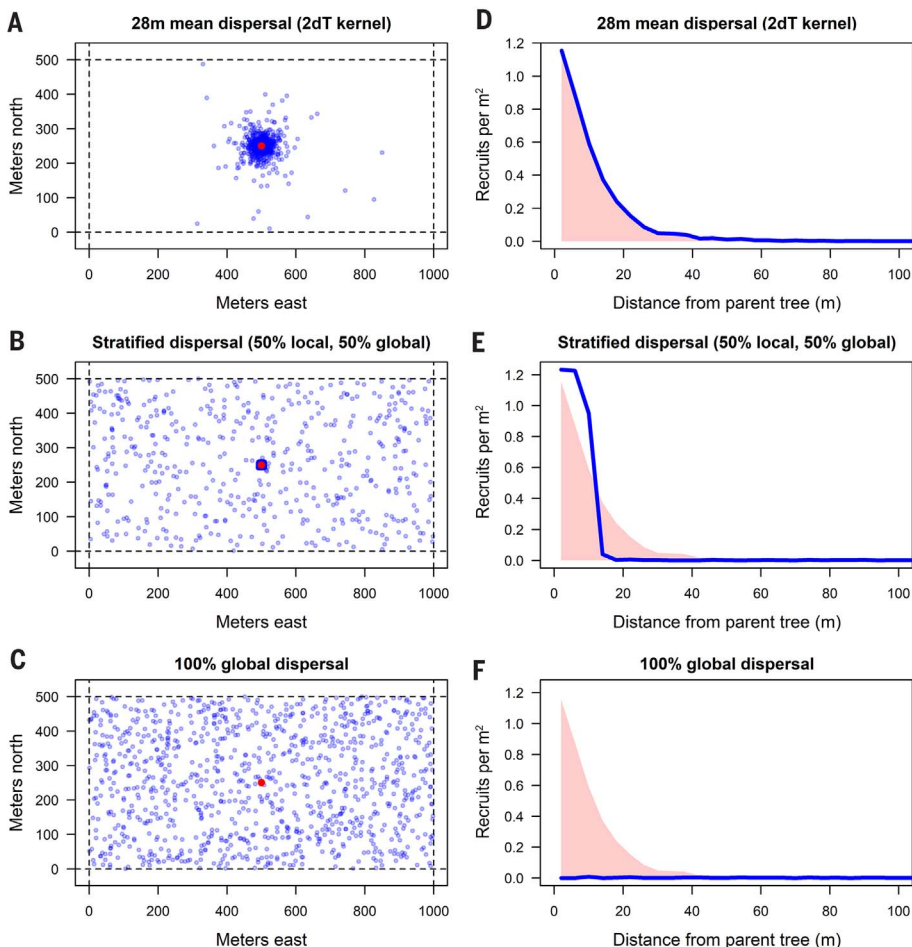 A
28m mean dispersal (2dT kernel)
500
400
300
200
100
0
Meters north
0 200 400 600 800 1000
Meters east
D
28m mean dispersal (2dT kernel)
1.2
1.0
0.8
0.6
0.4
0.2
0.0
Recruits per m²
0 20 40 60 80 100
Distance from parent tree (m)
B
Stratified dispersal (50% local, 50% global)
500
400
300
200
100
0
Meters north
0 200 400 600 800 1000
Meters east
E
Stratified dispersal (50% local, 50% global)
1.2
1.0
0.8
0.6
0.4
0.2
0.0
Recruits per m²
0 20 40 60 80 100
Distance from parent tree (m)
C
100% global dispersal
500
400
300
200
100
0
Meters north
0 200 400 600 800 1000
Meters east
F
100% global dispersal
1.2
1.0
0.8
0.6
0.4
0.2
0.0
Recruits per m²
0 20 40 60 80 100
Distance from parent tree (m)